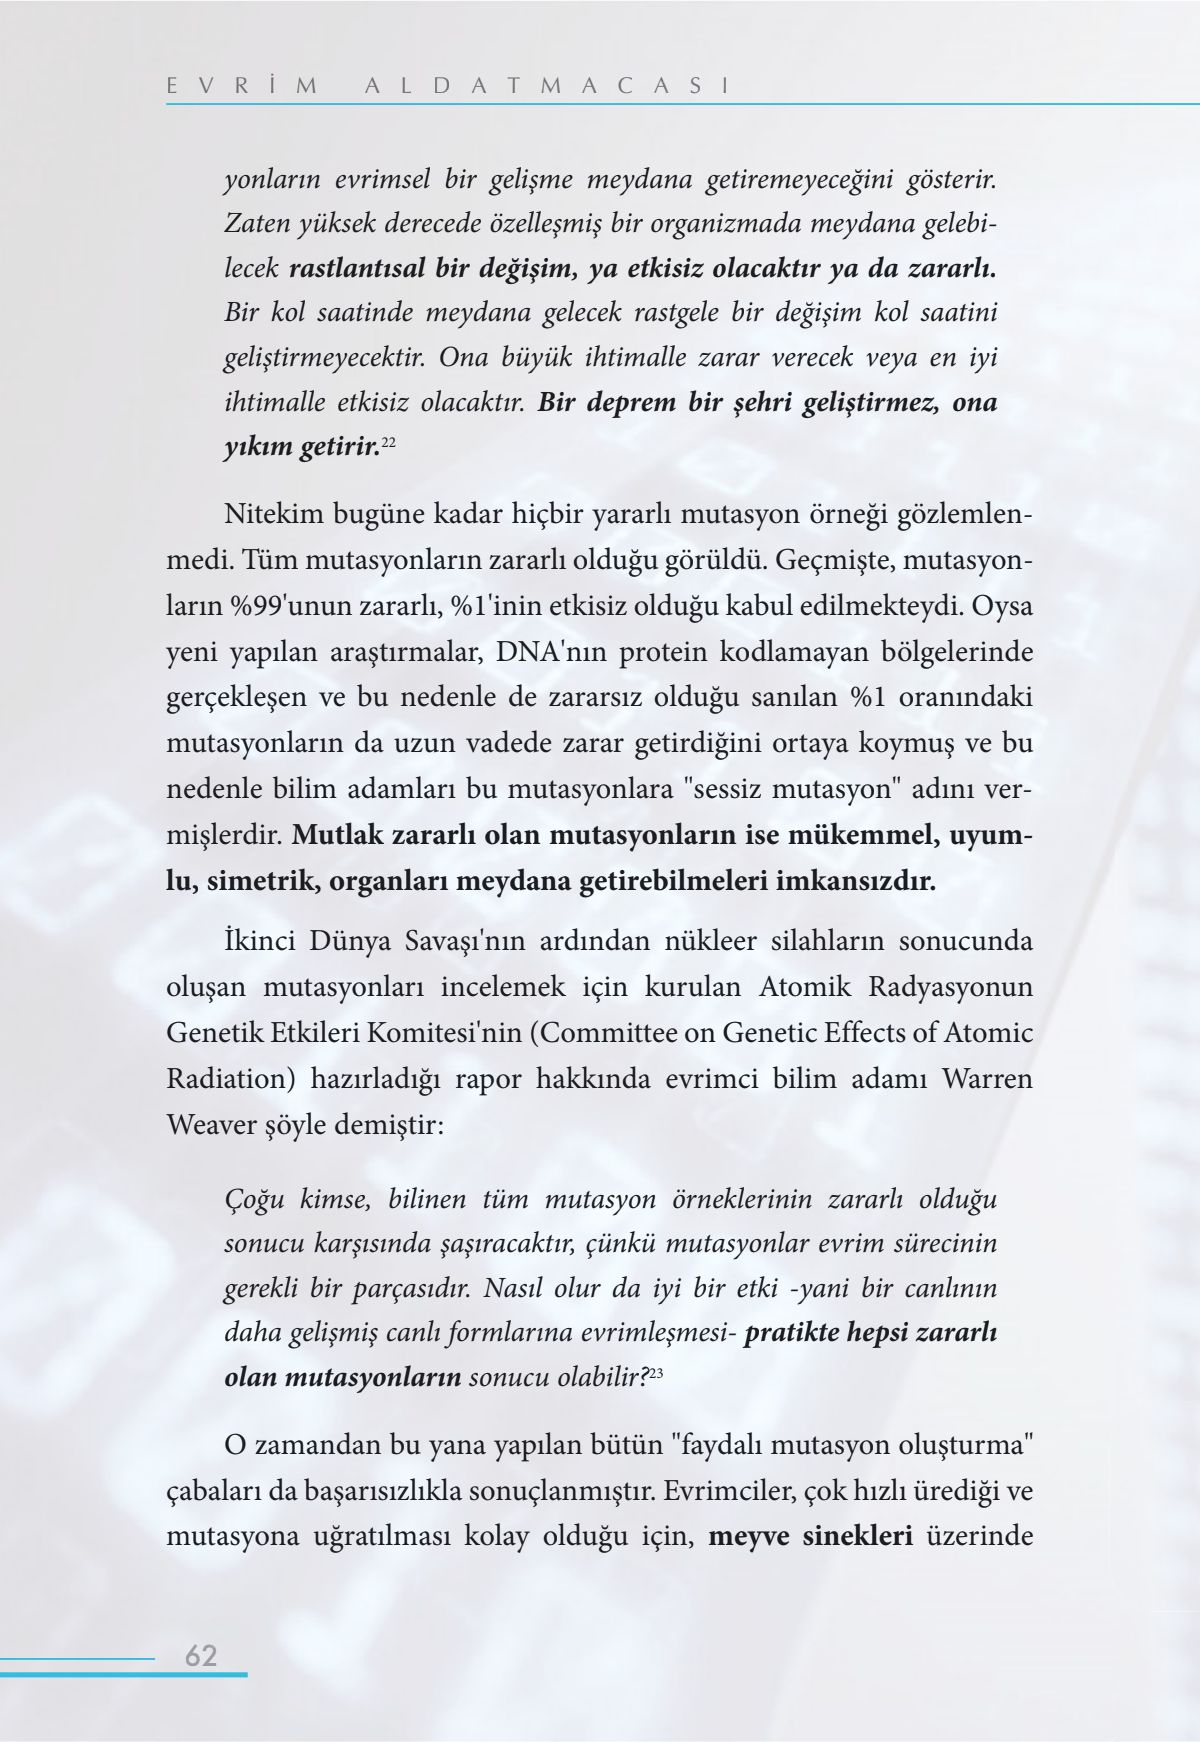 EVRİM ALDATMACASI
yonların evrimsel bir gelişme meydana getiremeyeceğini gösterir.
Zaten yüksek derecede özelleşmiş bir organizmada meydana gelebi-
lecek rastlantısal bir değişim, ya etkisiz olacaktır ya da zararlı.
Bir kol saatinde meydana gelecek rastgele bir değişim kol saatini
geliştirmeyecektir. Ona büyük ihtimalle zarar verecek veya en iyi
ihtimalle etkisiz olacaktır. Bir deprem bir şehri geliştirmez, ona
yıkım getirir.22
Nitekim bugüne kadar hiçbir yararlı mutasyon örneği gözlemlen-
medi. Tüm mutasyonların zararlı olduğu görüldü. Geçmişte, mutasyon-
ların %99'unun zararlı, %1'inin etkisiz olduğu kabul edilmekteydi. Oysa
yeni yapılan araştırmalar, DNA'nın protein kodlamayan bölgelerinde
gerçekleşen ve bu nedenle de zararsız olduğu sanılan %1 oranındaki
mutasyonların da uzun vadede zarar getirdiğini ortaya koymuş ve bu
nedenle bilim adamları bu mutasyonlara "sessiz mutasyon" adını ver-
mişlerdir. Mutlak zararlı olan mutasyonların ise mükemmel, uyum-
lu, simetrik, organları meydana getirebilmeleri imkansızdır.
İkinci Dünya Savaşı'nın ardından nükleer silahların sonucunda
oluşan mutasyonları incelemek için kurulan Atomik Radyasyonun
Genetik Etkileri Komitesi'nin (Committee on Genetic Effects of Atomic
Radiation) hazırladığı rapor hakkında evrimci bilim adamı Warren
Weaver şöyle demiştir:
Çoğu kimse, bilinen tüm mutasyon örneklerinin zararlı olduğu
sonucu karşısında şaşıracaktır, çünkü mutasyonlar evrim sürecinin
gerekli bir parçasıdır. Nasıl olur da iyi bir etki -yani bir canlının
daha gelişmiş canlı formlarına evrimleşmesi- pratikte hepsi zararlı
olan mutasyonların sonucu olabilir?23
O zamandan bu yana yapılan bütün "faydalı mutasyon oluşturma"
çabaları da başarısızlıkla sonuçlanmıştır. Evrimciler, çok hızlı ürediği ve
mutasyona uğratılması kolay olduğu için, meyve sinekleri üzerinde
62